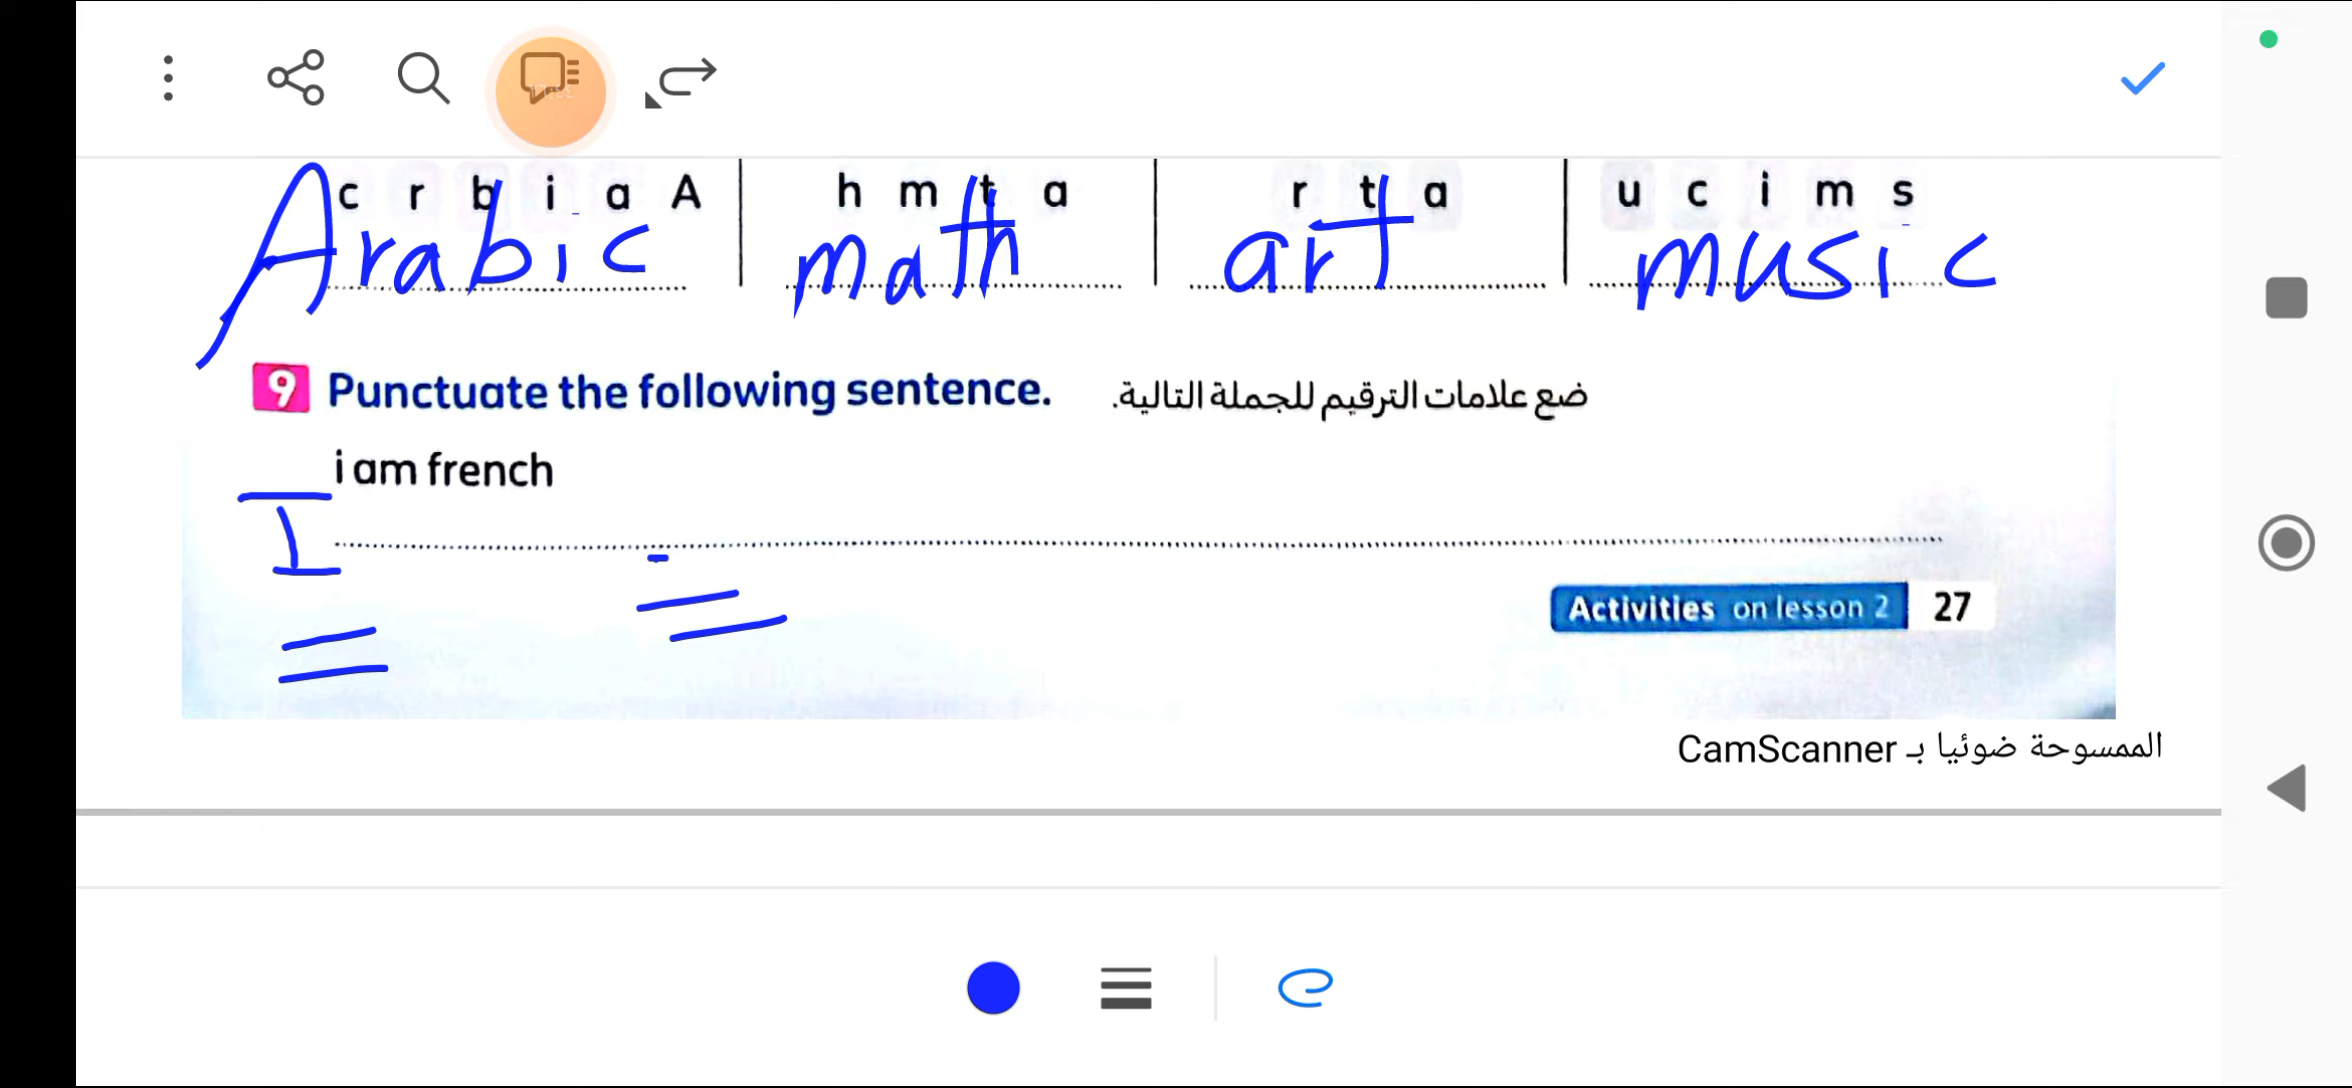 c r b i a A h m t a r t a u c i m s
Arabic math art music
9 Punctuate the following sentence. ضع علامات الترقيم للجملة التالية.
i am french
I
Activities on lesson 2 27
الممسوحة ضوئيا بـ CamScanner